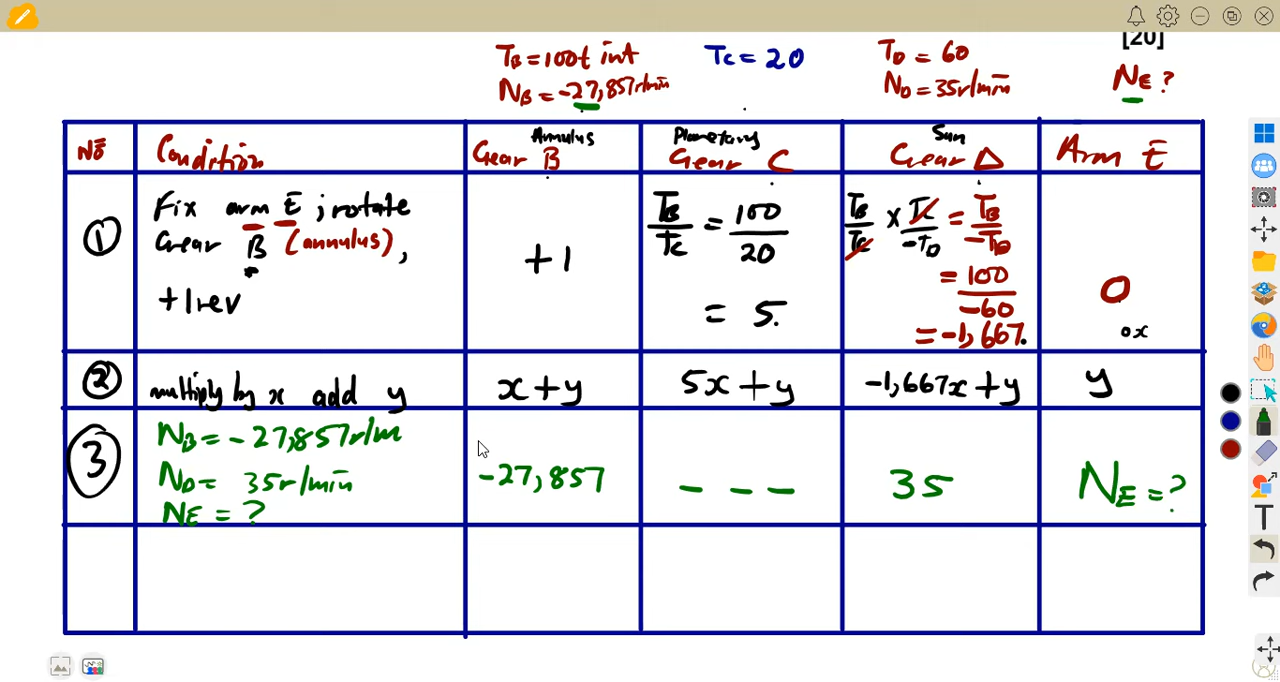 [20]
TB = 100t int
NB = -27,857r/min
TC = 20
TD = 60
ND = 35r/min
NE ?
No Condition
Annulus
Gear B
Planetary
Gear C
Sun
Gear D
Arm E
① Fix arm E ; rotate
Gear B (annulus),
+1rev
+1
TB/TC = 100/20
= 5.
TB/TC × TC/-TD = TB/-TD
= 100/-60
= -1,667.
0
0x
② multiply by x add y
x + y
5x + y
-1,667x + y
y
③ NB = -27,857r/m
ND = 35r/min
NE = ?
-27,857
- - -
35
NE = ?
T